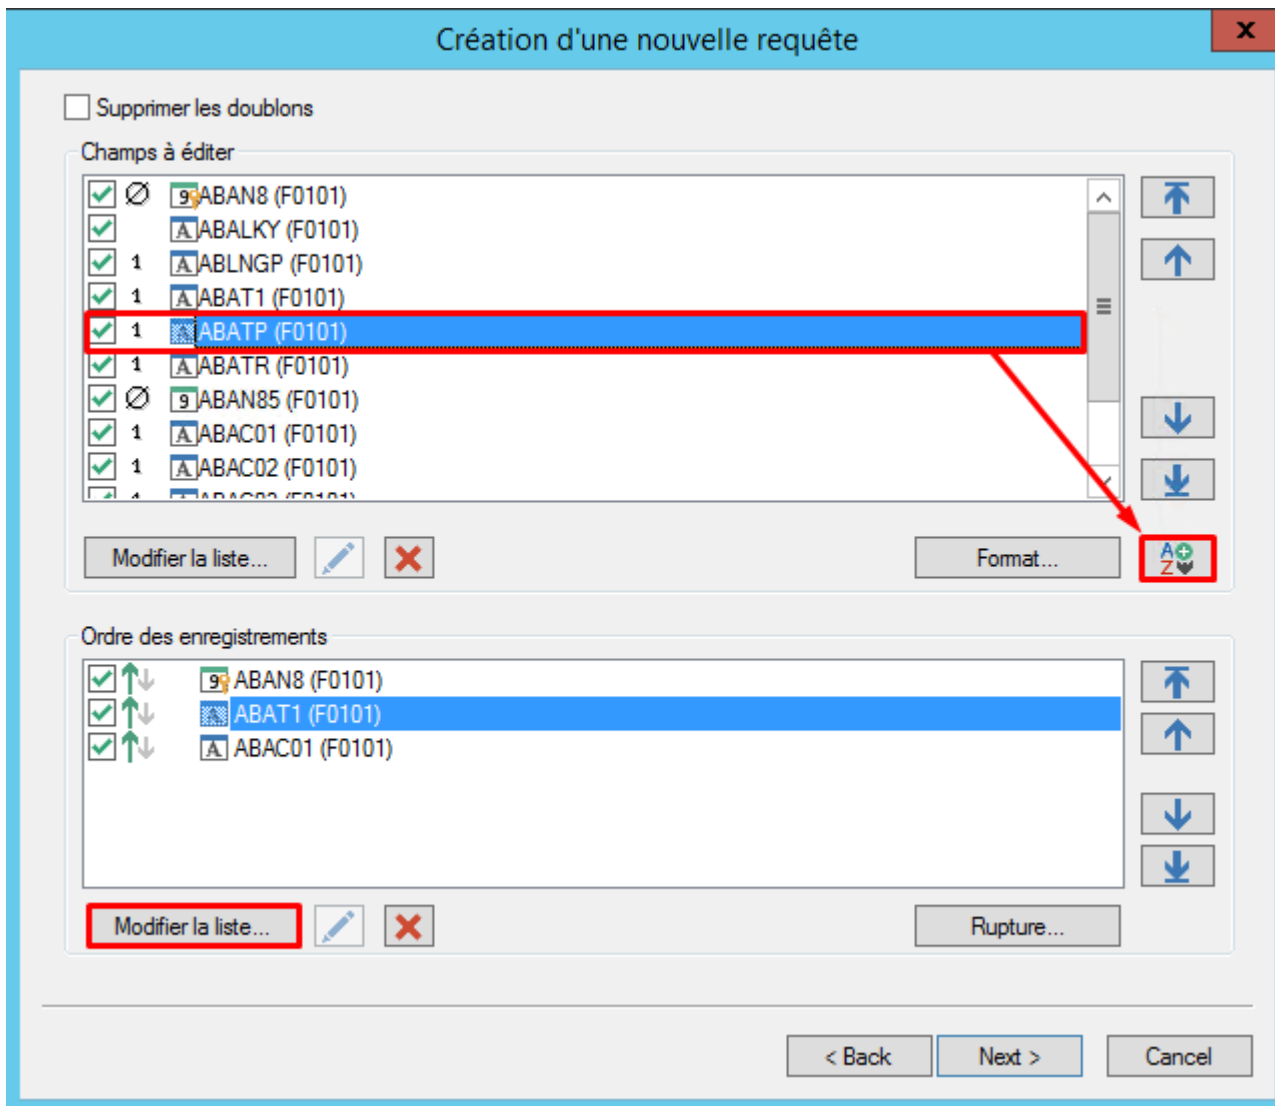 Création d'une nouvelle requête
x
Supprimer les doublons
Champs à éditer
ABAN8 (F0101)
ABALKY (F0101)
1 ABLNGP (F0101)
1 ABAT1 (F0101)
1 ABATP (F0101)
1 ABATR (F0101)
ABAN85 (F0101)
1 ABAC01 (F0101)
1 ABAC02 (F0101)
Modifier la liste...
Format...
Ordre des enregistrements
ABAN8 (F0101)
ABAT1 (F0101)
ABAC01 (F0101)
Modifier la liste...
Rupture...
< Back
Next >
Cancel